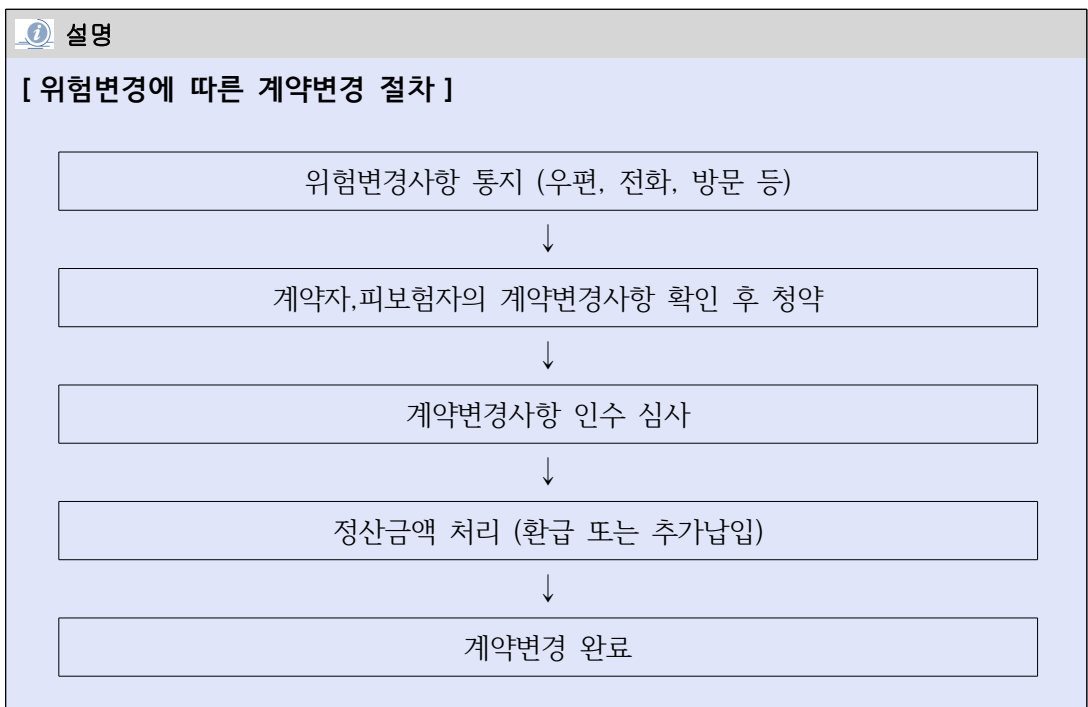 설명
[ 위험변경에 따른 계약변경 절차 ]
위험변경사항 통지 (우편, 전화, 방문 등)
↓
계약자,피보험자의 계약변경사항 확인 후 청약
↓
계약변경사항 인수 심사
↓
정산금액 처리 (환급 또는 추가납입)
↓
계약변경 완료